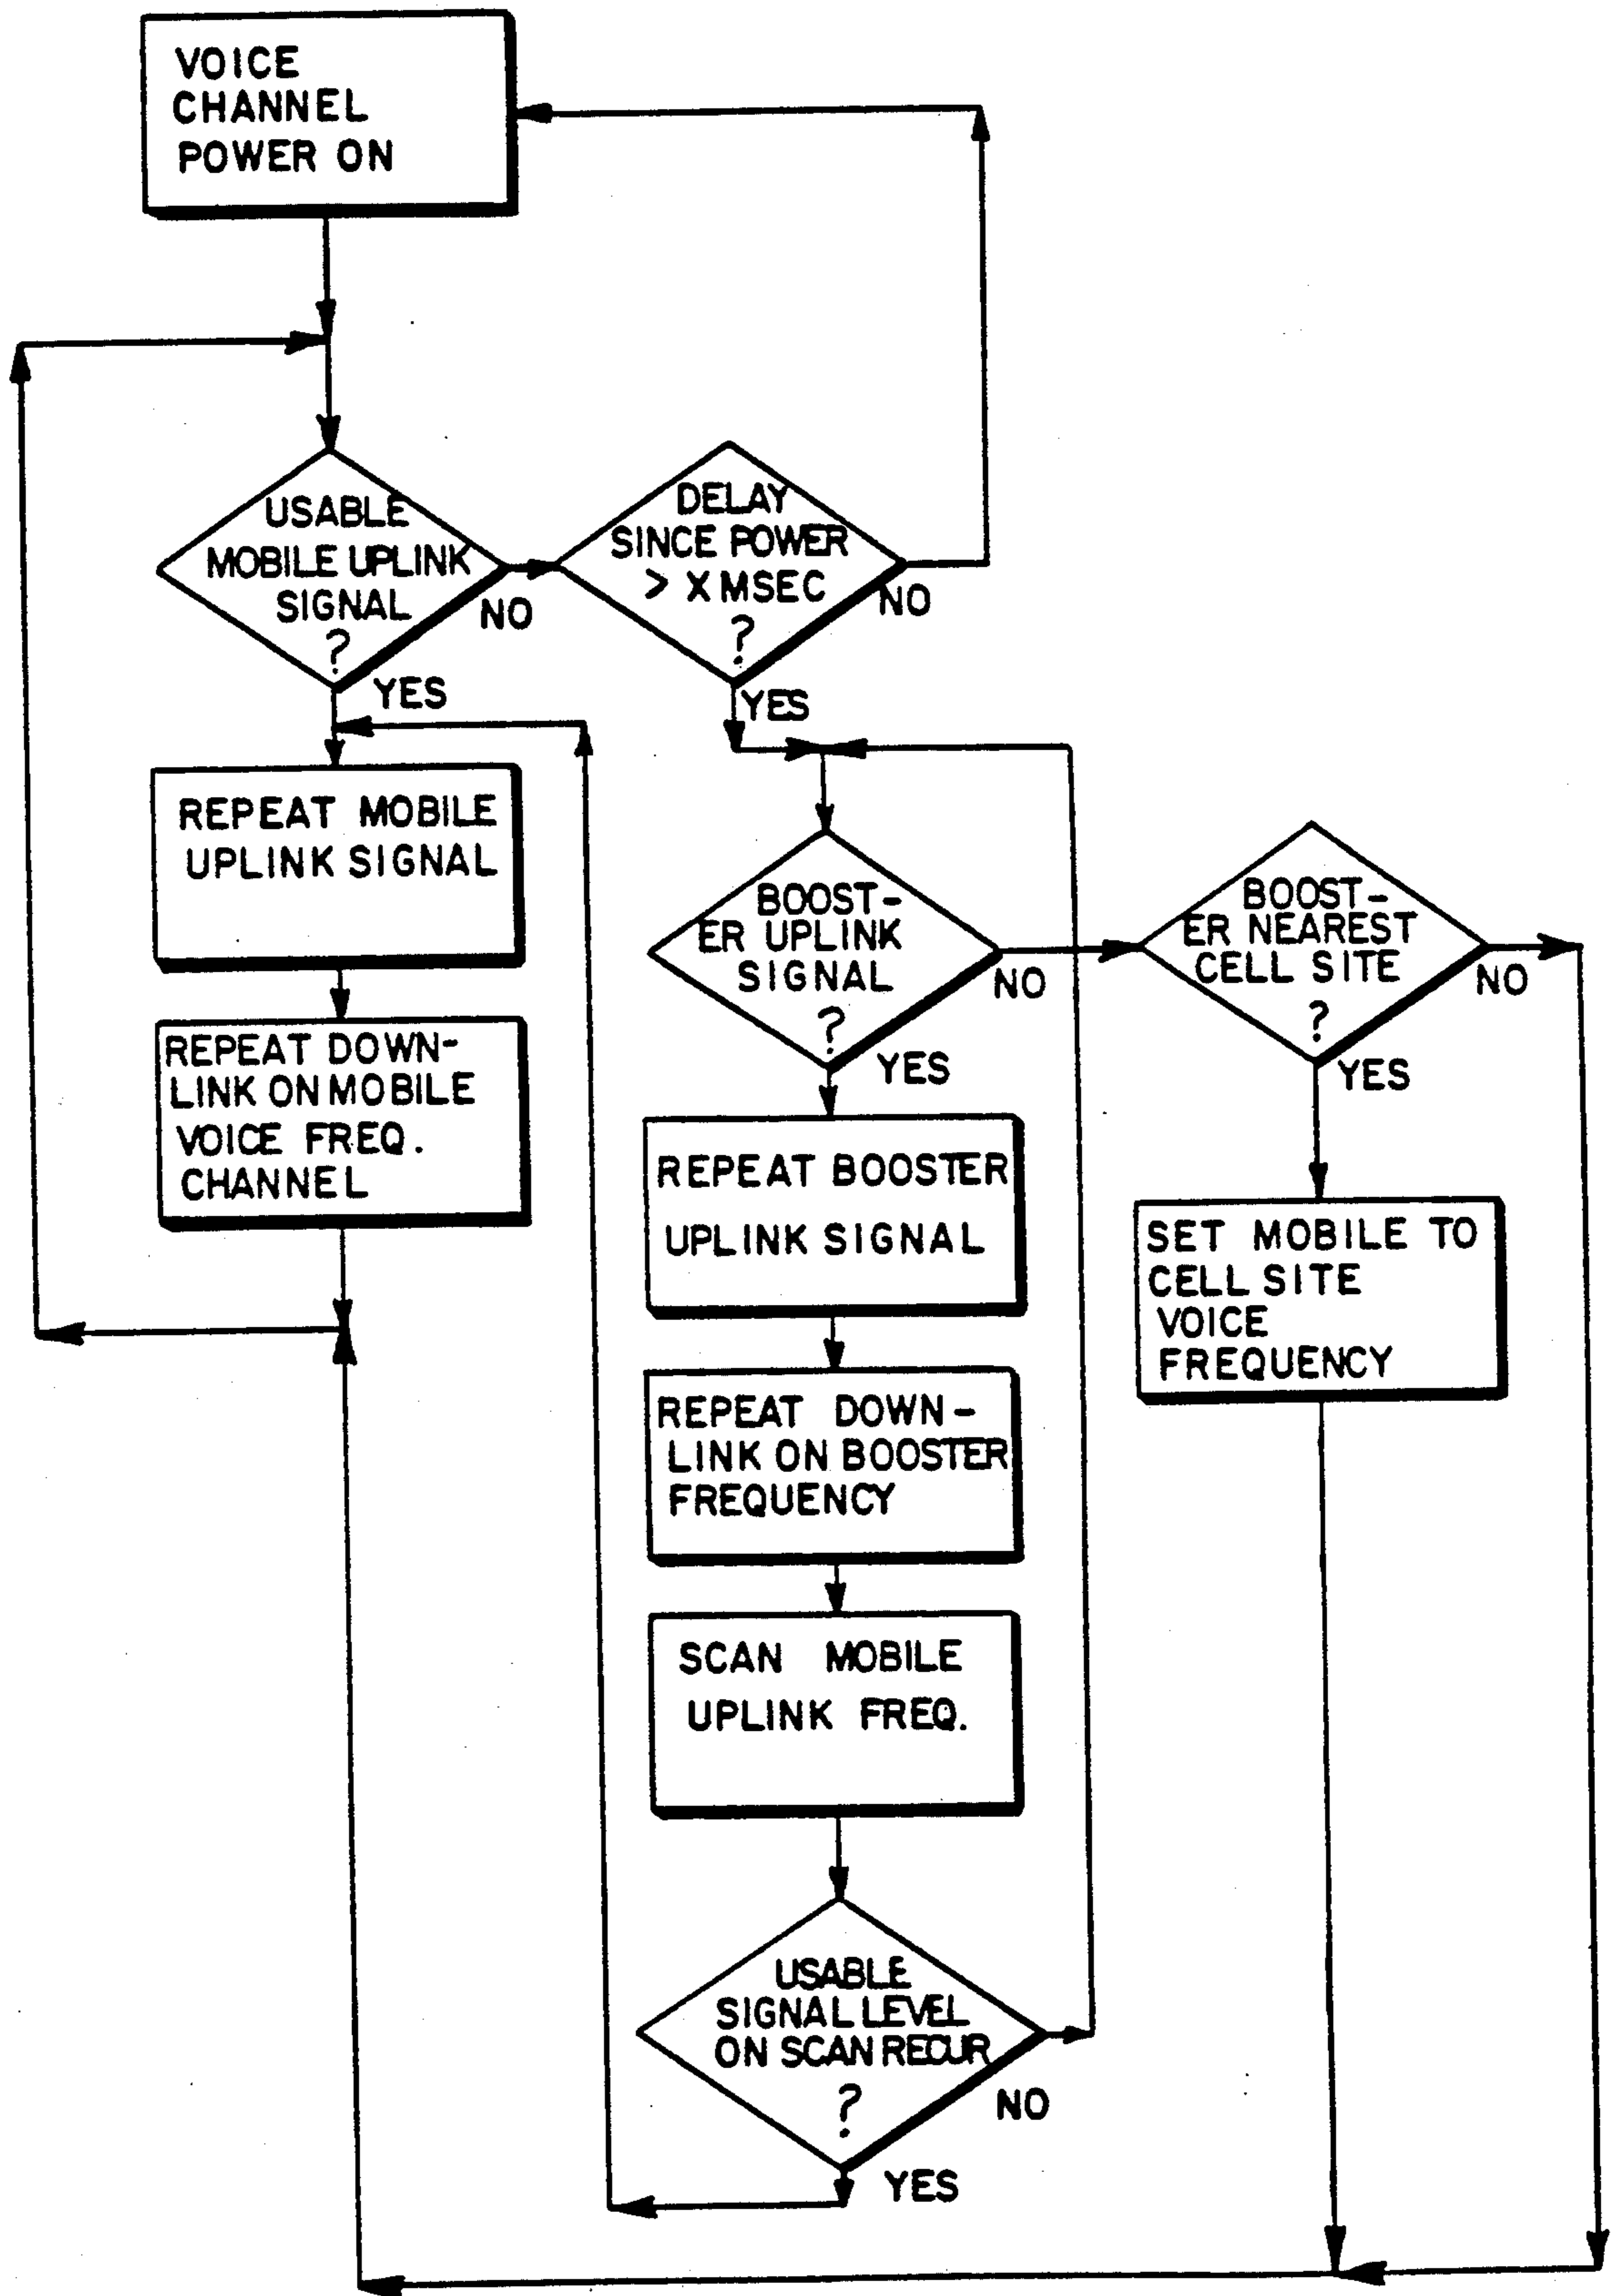 VOICE
CHANNEL
POWER ON
USABLE
MOBILE UPLINK
SIGNAL
?
NO
YES
DELAY
SINCE POWER
> X MSEC
?
NO
YES
REPEAT MOBILE
UPLINK SIGNAL
REPEAT DOWN-
LINK ON MOBILE
VOICE FREQ.
CHANNEL
BOOST-
ER UPLINK
SIGNAL
?
NO
YES
BOOST-
ER NEAREST
CELL SITE
?
NO
YES
REPEAT BOOSTER
UPLINK SIGNAL
SET MOBILE TO
CELL SITE
VOICE
FREQUENCY
REPEAT DOWN-
LINK ON BOOSTER
FREQUENCY
SCAN MOBILE
UPLINK FREQ.
USABLE
SIGNAL LEVEL
ON SCAN RECUR
?
NO
YES